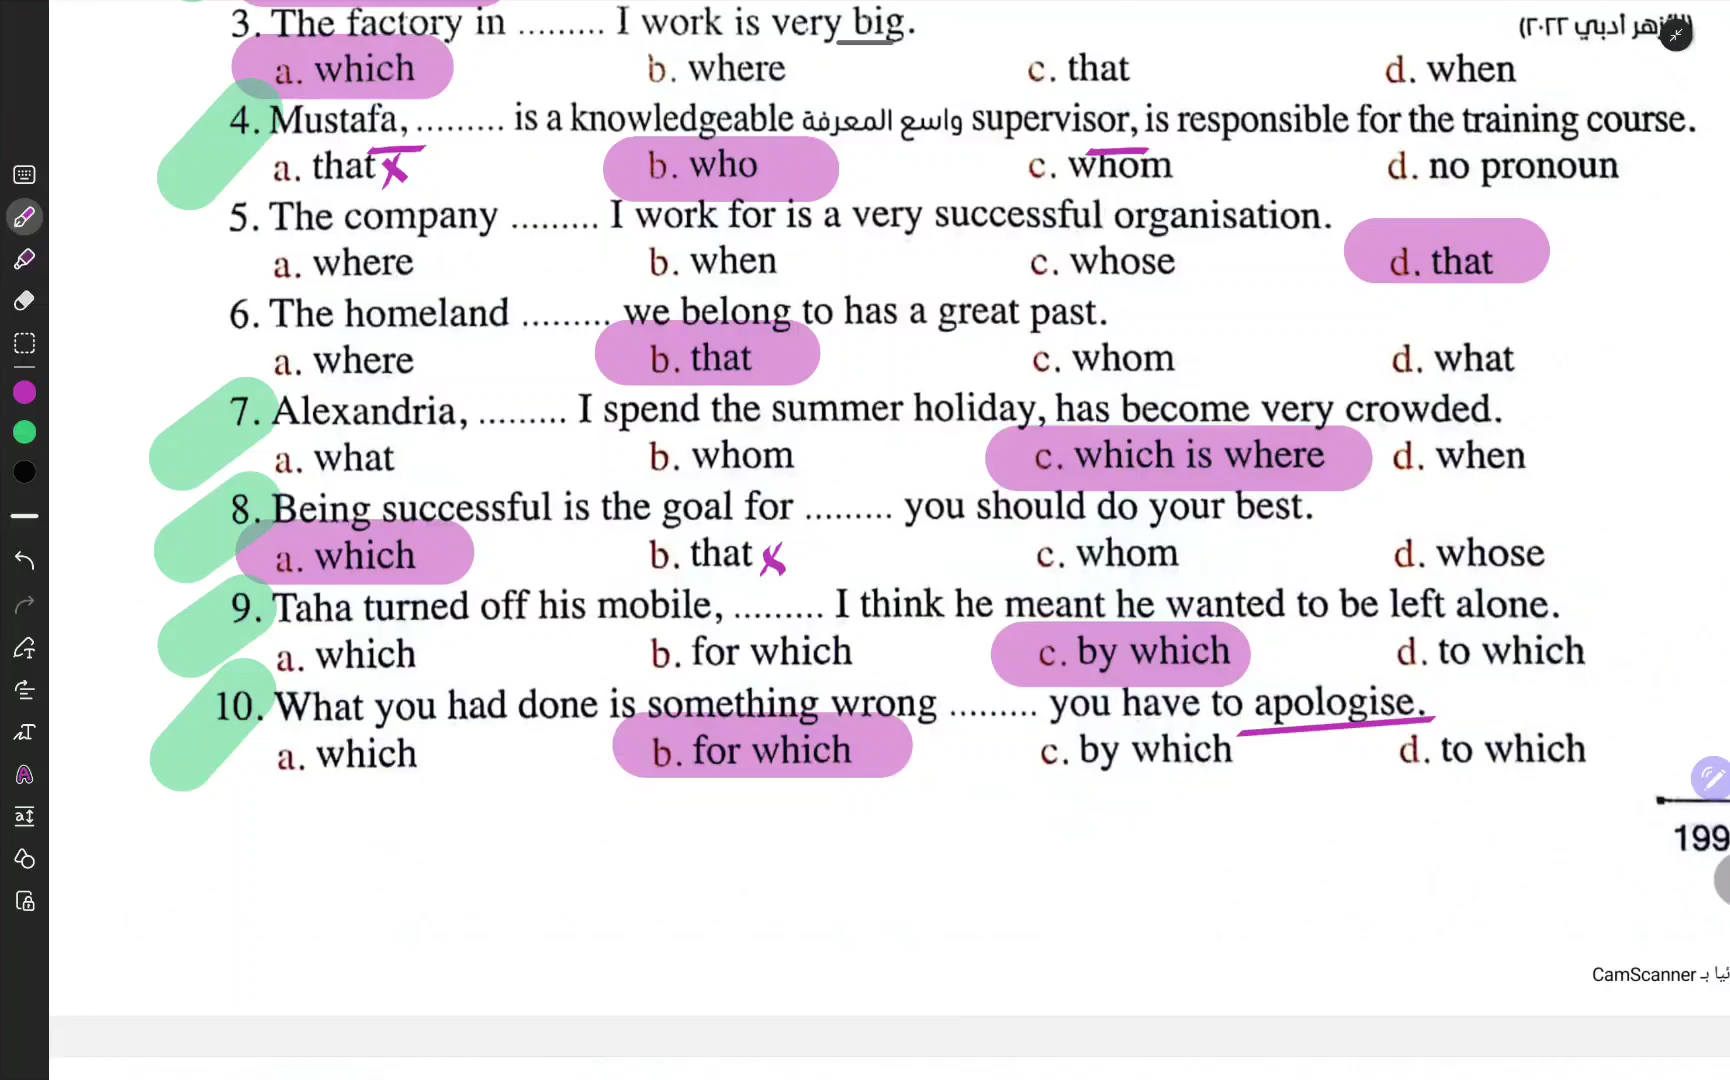 3. The factory in ......... I work is very big.
(الأزهر أدبي ٢٠٢٢)
a. which b. where c. that d. when
4. Mustafa, ......... is a knowledgeable واسع المعرفة supervisor, is responsible for the training course.
a. that b. who c. whom d. no pronoun
5. The company ......... I work for is a very successful organisation.
a. where b. when c. whose d. that
6. The homeland ......... we belong to has a great past.
a. where b. that c. whom d. what
7. Alexandria, ......... I spend the summer holiday, has become very crowded.
a. what b. whom c. which is where d. when
8. Being successful is the goal for ......... you should do your best.
a. which b. that c. whom d. whose
9. Taha turned off his mobile, ......... I think he meant he wanted to be left alone.
a. which b. for which c. by which d. to which
10. What you had done is something wrong ......... you have to apologise.
a. which b. for which c. by which d. to which
199
CamScanner بـ